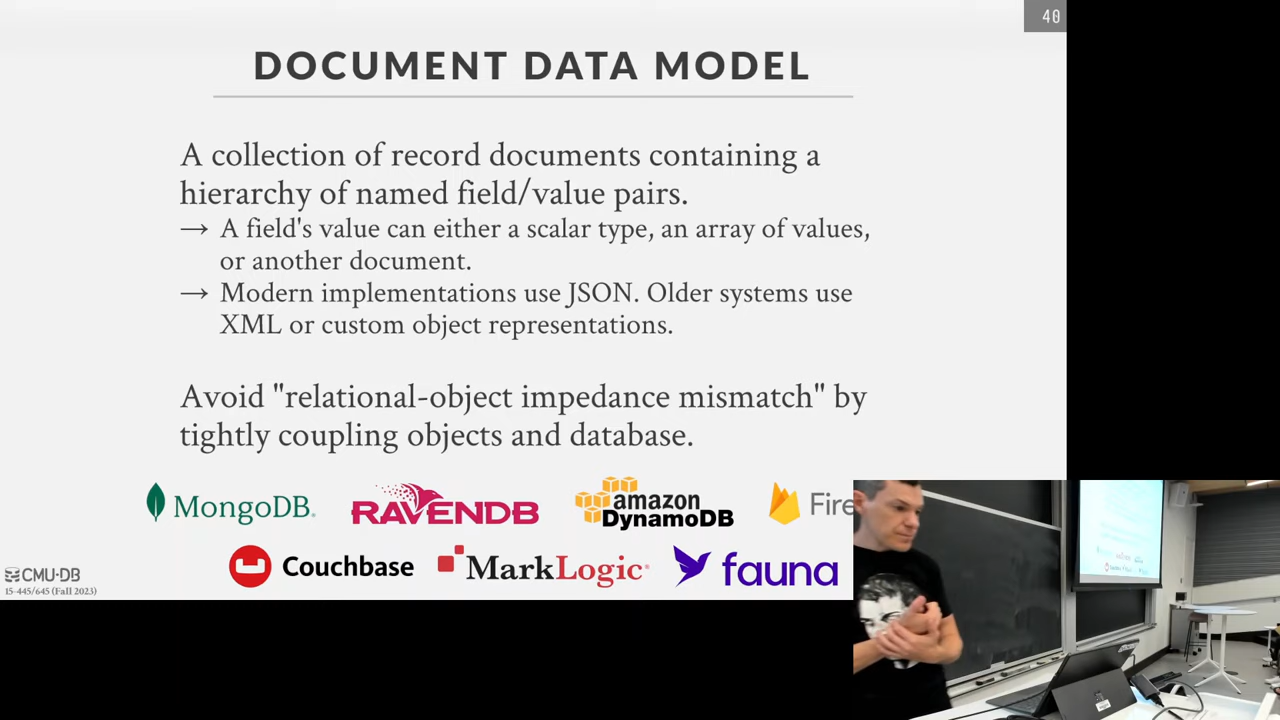 40
DOCUMENT DATA MODEL
A collection of record documents containing a
hierarchy of named field/value pairs.
→ A field's value can either a scalar type, an array of values,
or another document.
→ Modern implementations use JSON. Older systems use
XML or custom object representations.
Avoid "relational-object impedance mismatch" by
tightly coupling objects and database.
MongoDB®
RAVENDB
amazon
DynamoDB
Fire
Couchbase
MarkLogic®
fauna
CMU·DB
15-445/645 (Fall 2023)